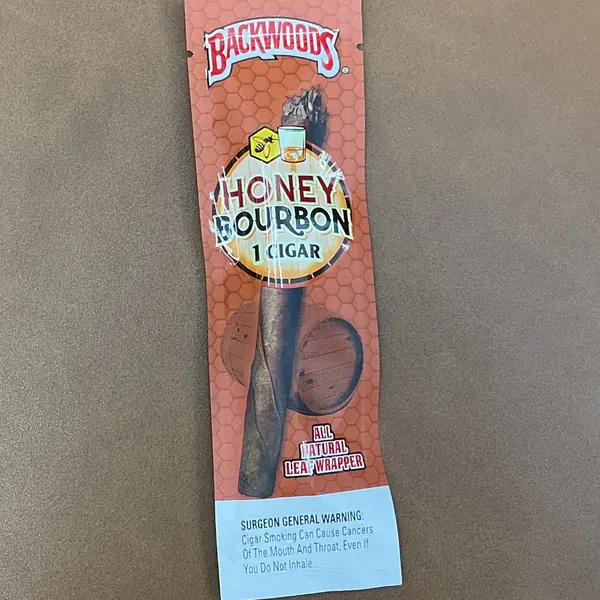 BACKWOODS®
HONEY
BOURBON
1 CIGAR
ALL
NATURAL
LEAF WRAPPER
SURGEON GENERAL WARNING:
Cigar Smoking Can Cause Cancers
Of The Mouth And Throat, Even If
You Do Not Inhale.